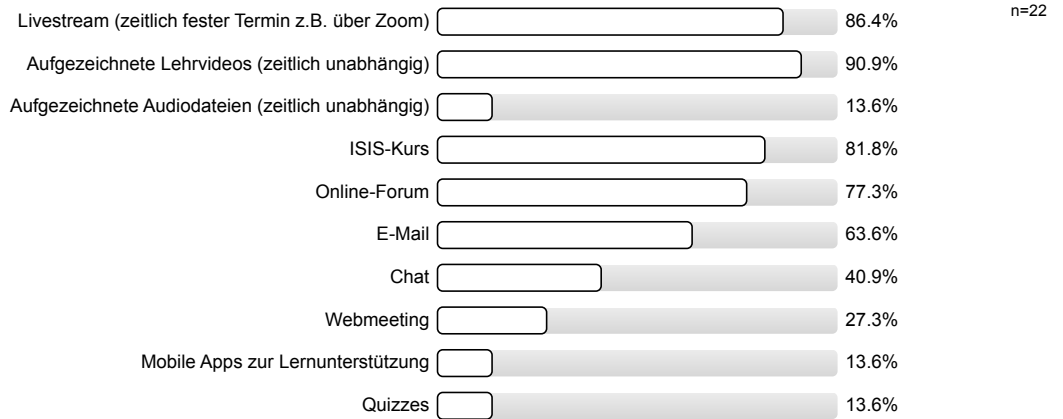 Livestream (zeitlich fester Termin z.B. über Zoom) 86.4% n=22
Aufgezeichnete Lehrvideos (zeitlich unabhängig) 90.9%
Aufgezeichnete Audiodateien (zeitlich unabhängig) 13.6%
ISIS-Kurs 81.8%
Online-Forum 77.3%
E-Mail 63.6%
Chat 40.9%
Webmeeting 27.3%
Mobile Apps zur Lernunterstützung 13.6%
Quizzes 13.6%